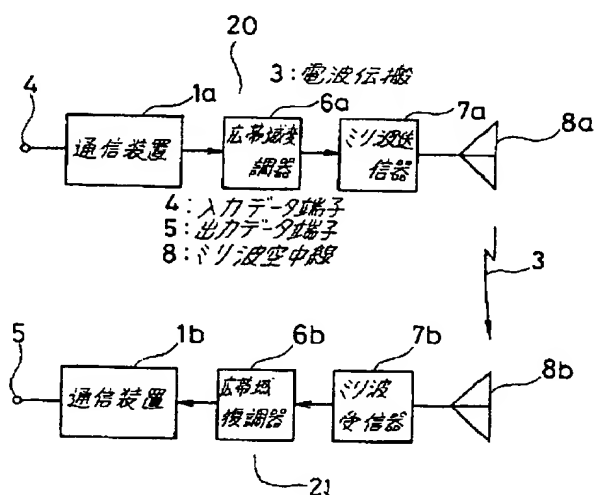 20
3:電波伝搬
4
1a
6a
7a
8a
通信装置
広帯域変
調器
ミリ波送
信器
4:入力データ端子
5:出力データ端子
8:ミリ波空中線
3
5
1b
6b
7b
8b
通信装置
広帯域
復調器
ミリ波
受信器
21